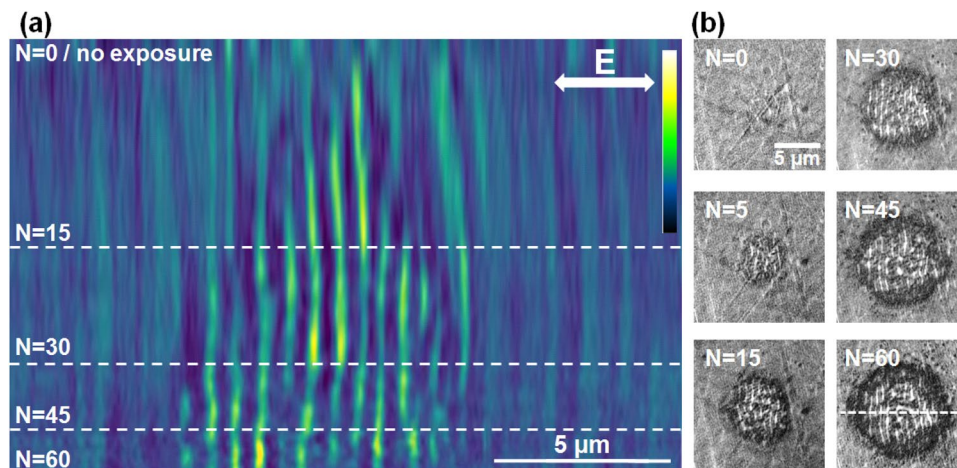 (a)
N=0 / no exposure
E
N=15
N=30
N=45
N=60
5 μm
(b)
N=0
5 μm
N=30
N=5
N=45
N=15
N=60